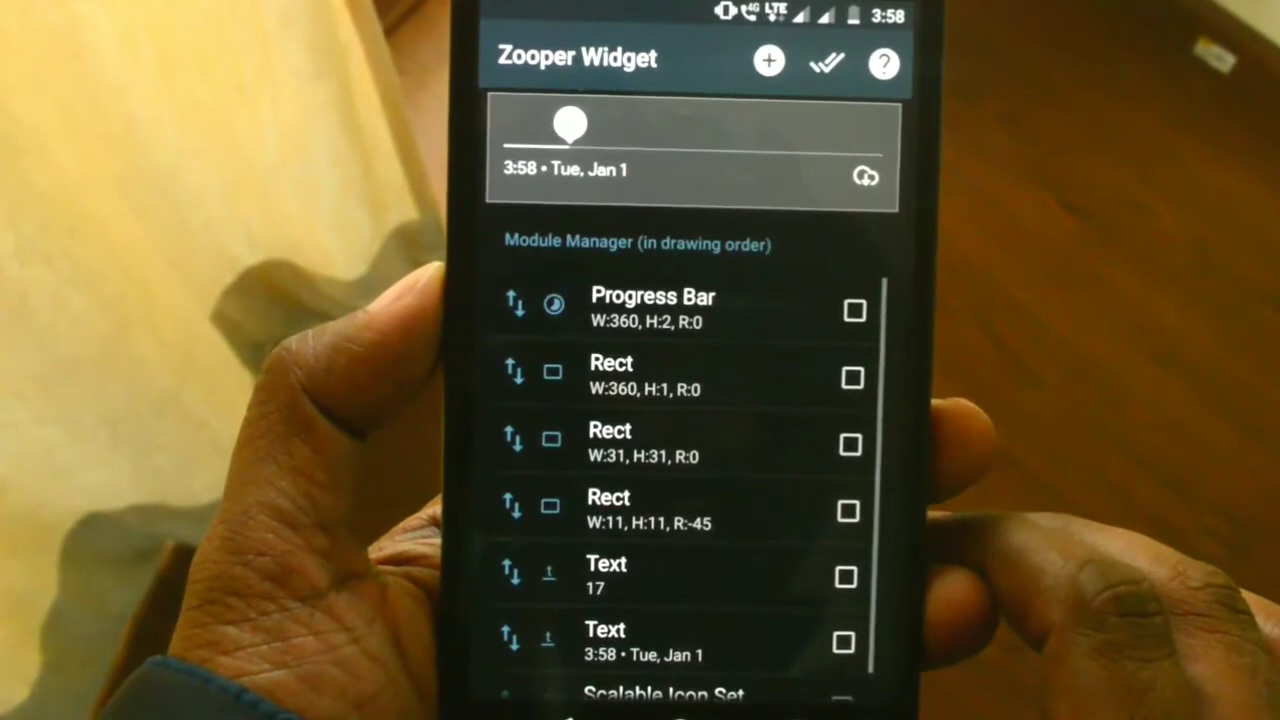 4G LTE 3:58
Zooper Widget
3:58 • Tue, Jan 1
Module Manager (in drawing order)
Progress Bar
W:360, H:2, R:0
Rect
W:360, H:1, R:0
Rect
W:31, H:31, R:0
Rect
W:11, H:11, R:-45
Text
17
Text
3:58 • Tue, Jan 1
Scalable Icon Set